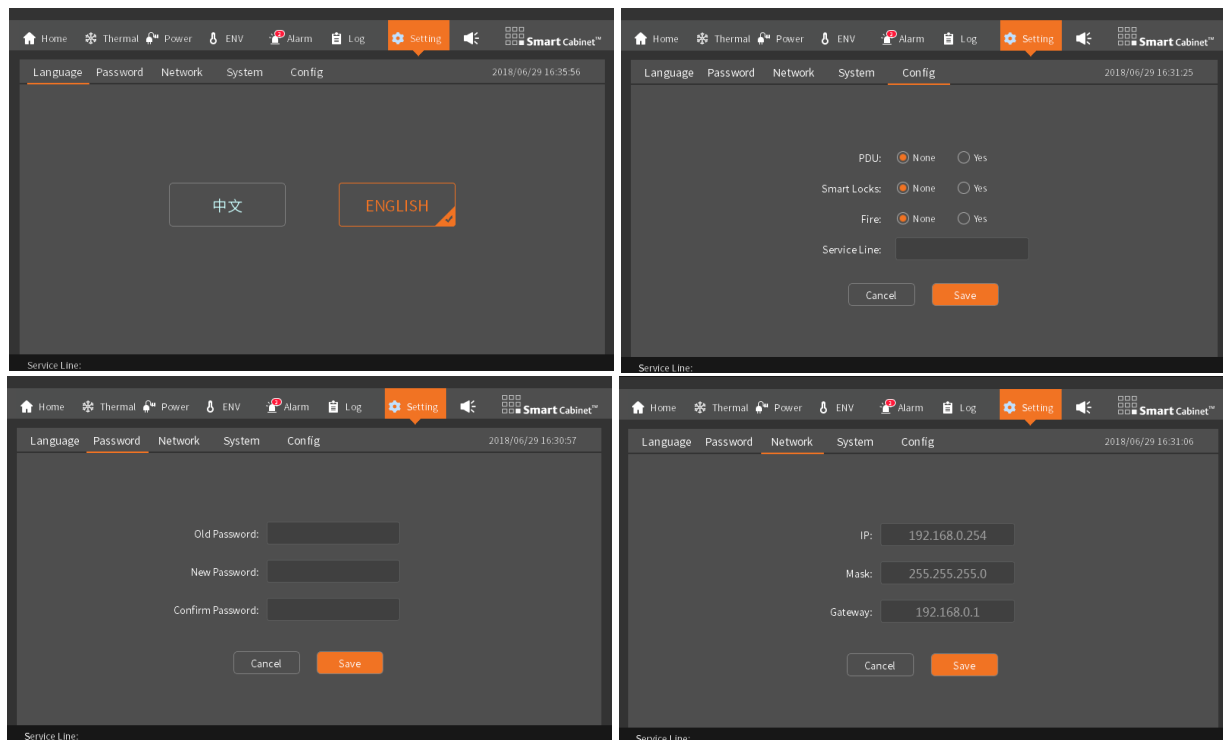 Home Thermal Power ENV 2 Alarm Log Setting Smart Cabinet™
Language Password Network System Config 2018/06/29 16:35:56
中文 ENGLISH
Service Line:
Home Thermal Power ENV 2 Alarm Log Setting Smart Cabinet™
Language Password Network System Config 2018/06/29 16:31:25
PDU: None Yes
Smart Locks: None Yes
Fire: None Yes
Service Line:
Cancel Save
Service Line:
Home Thermal Power ENV 2 Alarm Log Setting Smart Cabinet™
Language Password Network System Config 2018/06/29 16:30:57
Old Password:
New Password:
Confirm Password:
Cancel Save
Service Line:
Home Thermal Power ENV 2 Alarm Log Setting Smart Cabinet™
Language Password Network System Config 2018/06/29 16:31:06
IP: 192.168.0.254
Mask: 255.255.255.0
Gateway: 192.168.0.1
Cancel Save
Service Line: